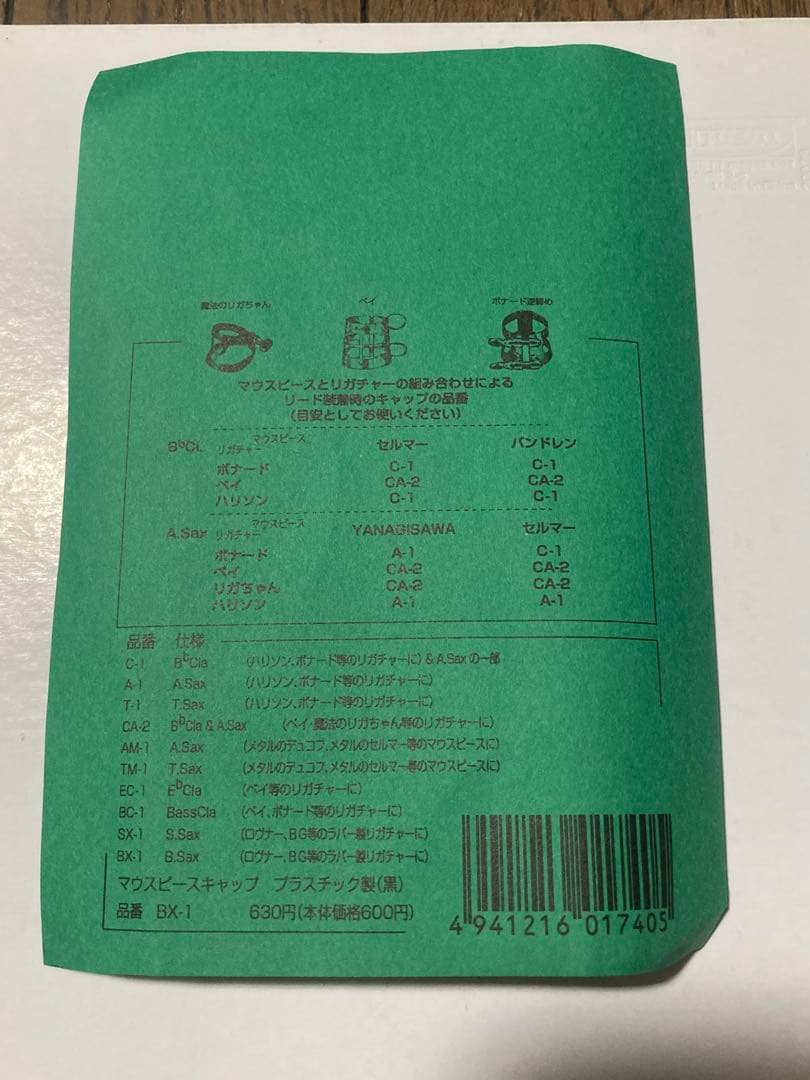 魔法のリガちゃん ベイ ボナード逆締め
マウスピースとリガチャーの組み合わせによる
リード装着時のキャップの品番
(目安としてお使いください)
BbCL リガチャー マウスピース セルマー バンドレン
ボナード C-1 C-1
ベイ CA-2 CA-2
ハリソン C-1 C-1
A.Sax リガチャー マウスピース YANAGISAWA セルマー
ボナード A-1 C-1
ベイ CA-2 CA-2
リガちゃん CA-2 CA-2
ハリソン A-1 A-1
品番 仕様
C-1 BbCla (ハリソン、ボナード等のリガチャーに) & A.Sax の一部
A-1 A.Sax (ハリソン、ボナード等のリガチャーに)
T-1 T.Sax (ハリソン、ボナード等のリガチャーに)
CA-2 BbCla & A.Sax (ベイ・魔法のリガちゃん等のリガチャーに)
AM-1 A.Sax (メタルのデュコフ、メタルのセルマー等のマウスピースに)
TM-1 T.Sax (メタルのデュコフ、メタルのセルマー等のマウスピースに)
EC-1 EbCla (ベイ等のリガチャーに)
BC-1 BassCla (ベイ、ボナード等のリガチャーに)
SX-1 S.Sax (ロヴナー、BG等のラバー製リガチャーに)
BX-1 B.Sax (ロヴナー、BG等のラバー製リガチャーに)
マウスピースキャップ プラスチック製(黒)
品番 BX-1 630円(本体価格600円)
4 941216 017405